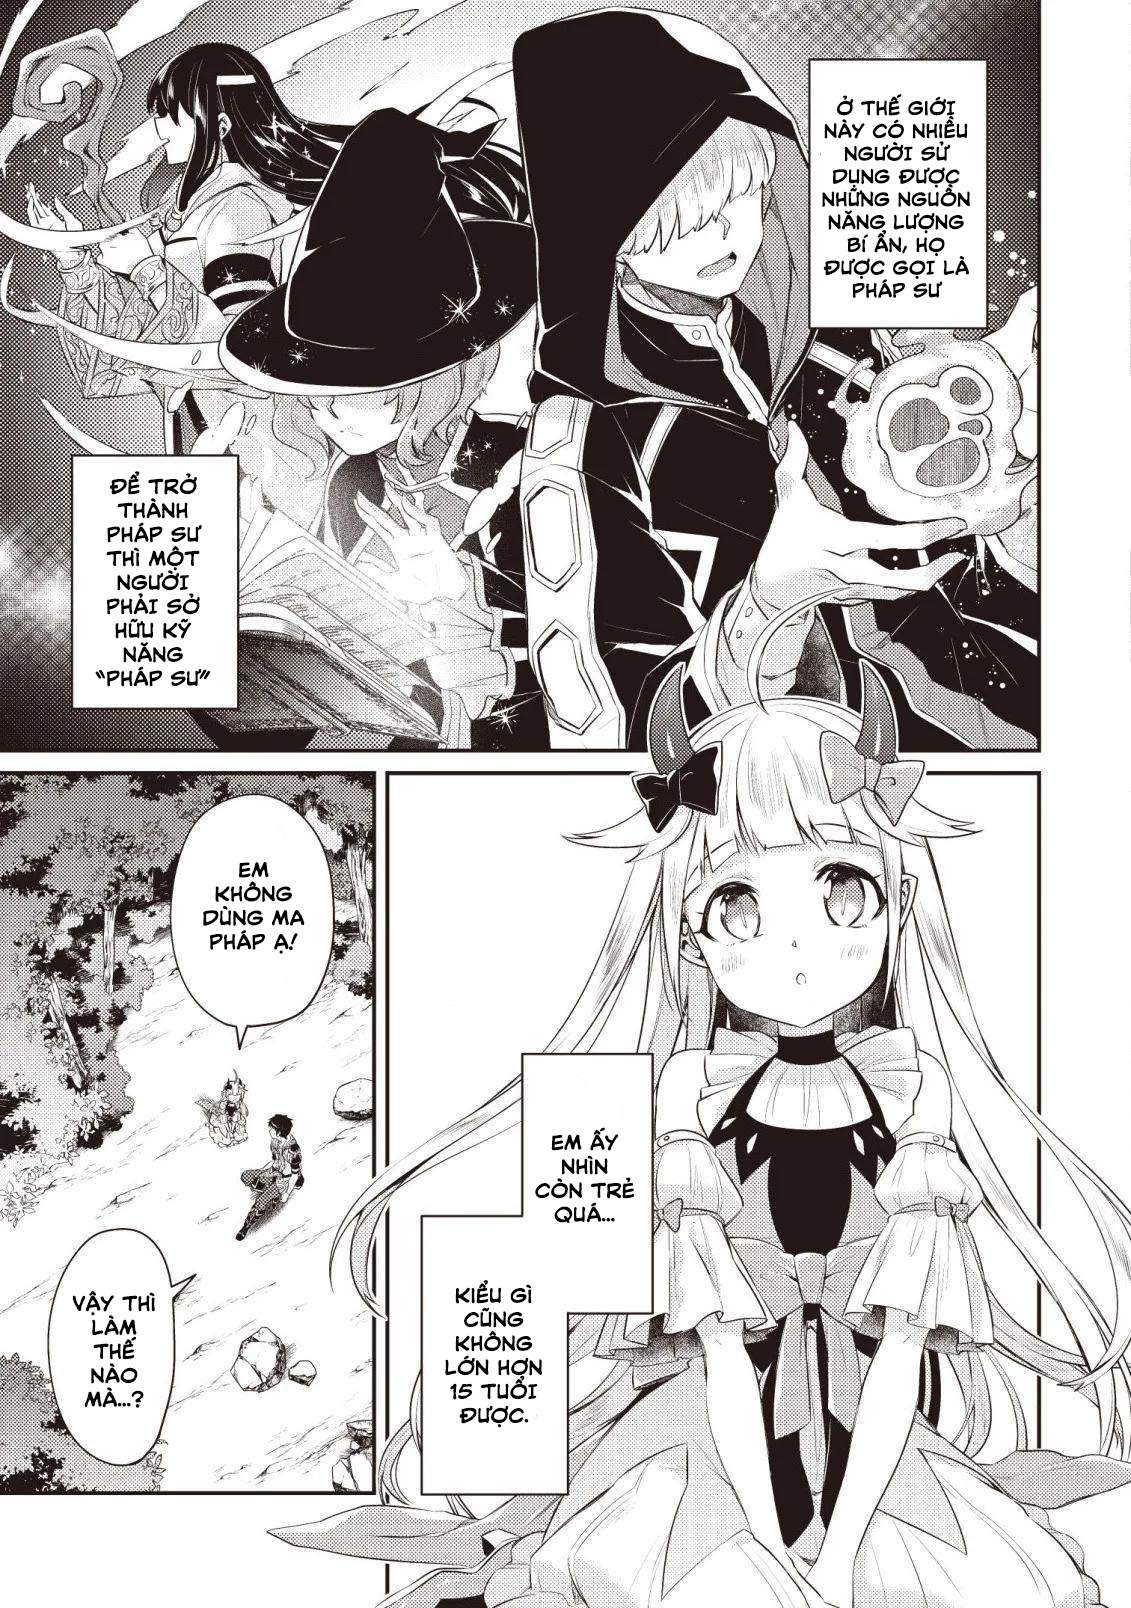 Ở THẾ GIỚI
NÀY CÓ NHIỀU
NGƯỜI SỬ
DỤNG ĐƯỢC
NHỮNG NGUỒN
NĂNG LƯỢNG
BÍ ẨN, HỌ
ĐƯỢC GỌI LÀ
PHÁP SƯ
ĐỂ TRỞ
THÀNH
PHÁP SƯ
THÌ MỘT
NGƯỜI
PHẢI SỞ
HỮU KỸ
NĂNG
“PHÁP SƯ”
EM ẤY
NHÌN
CÒN TRẺ
QUÁ...
KIỂU GÌ
CŨNG
KHÔNG
LỚN HƠN
15 TUỔI
ĐƯỢC.
EM
KHÔNG
DÙNG MA
PHÁP Ạ!
VẬY THÌ
LÀM
THẾ
NÀO
MÀ...?